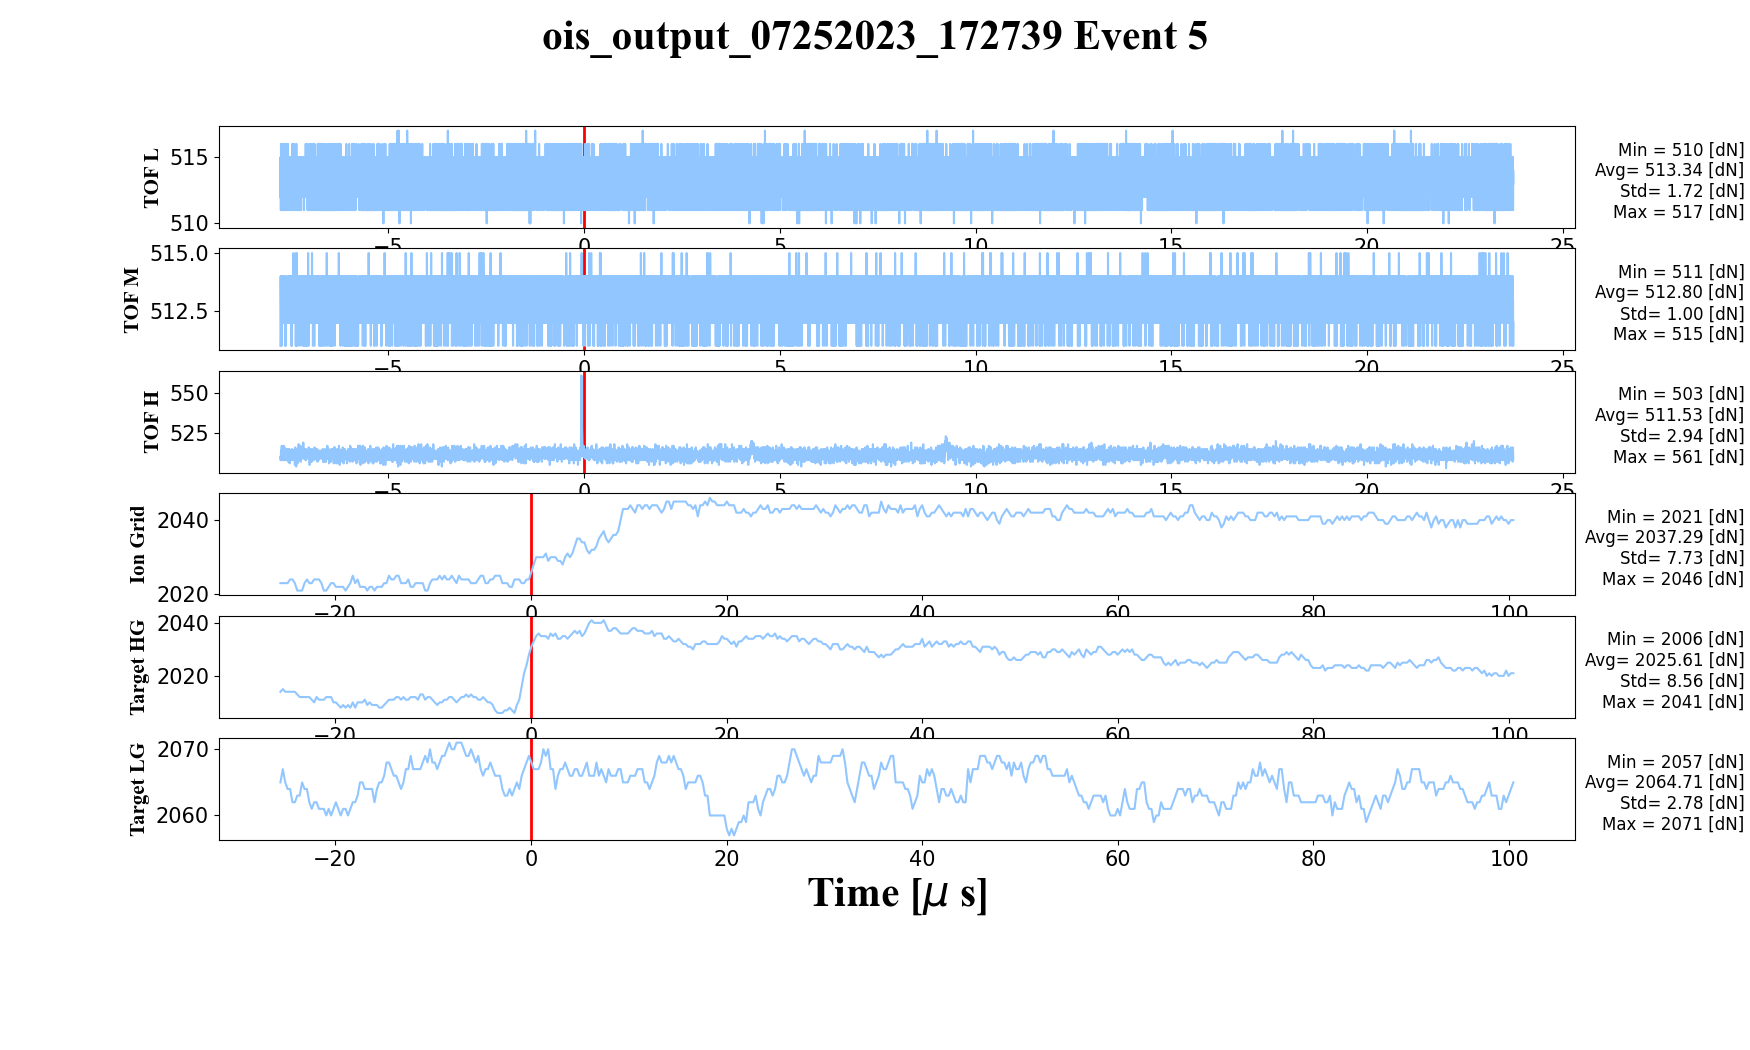 ois_output_07252023_172739 Event 5
TOF L
515
510
Min = 510 [dN]
Avg= 513.34 [dN]
Std= 1.72 [dN]
Max = 517 [dN]
−5 0 5 10 15 20 25
TOF M
515.0
512.5
Min = 511 [dN]
Avg= 512.80 [dN]
Std= 1.00 [dN]
Max = 515 [dN]
−5 0 5 10 15 20 25
TOF H
550
525
Min = 503 [dN]
Avg= 511.53 [dN]
Std= 2.94 [dN]
Max = 561 [dN]
−5 0 5 10 15 20 25
Ion Grid
2040
2020
Min = 2021 [dN]
Avg= 2037.29 [dN]
Std= 7.73 [dN]
Max = 2046 [dN]
−20 0 20 40 60 80 100
Target HG
2040
2020
Min = 2006 [dN]
Avg= 2025.61 [dN]
Std= 8.56 [dN]
Max = 2041 [dN]
−20 0 20 40 60 80 100
Target LG
2070
2060
Min = 2057 [dN]
Avg= 2064.71 [dN]
Std= 2.78 [dN]
Max = 2071 [dN]
−20 0 20 40 60 80 100
Time [μ s]